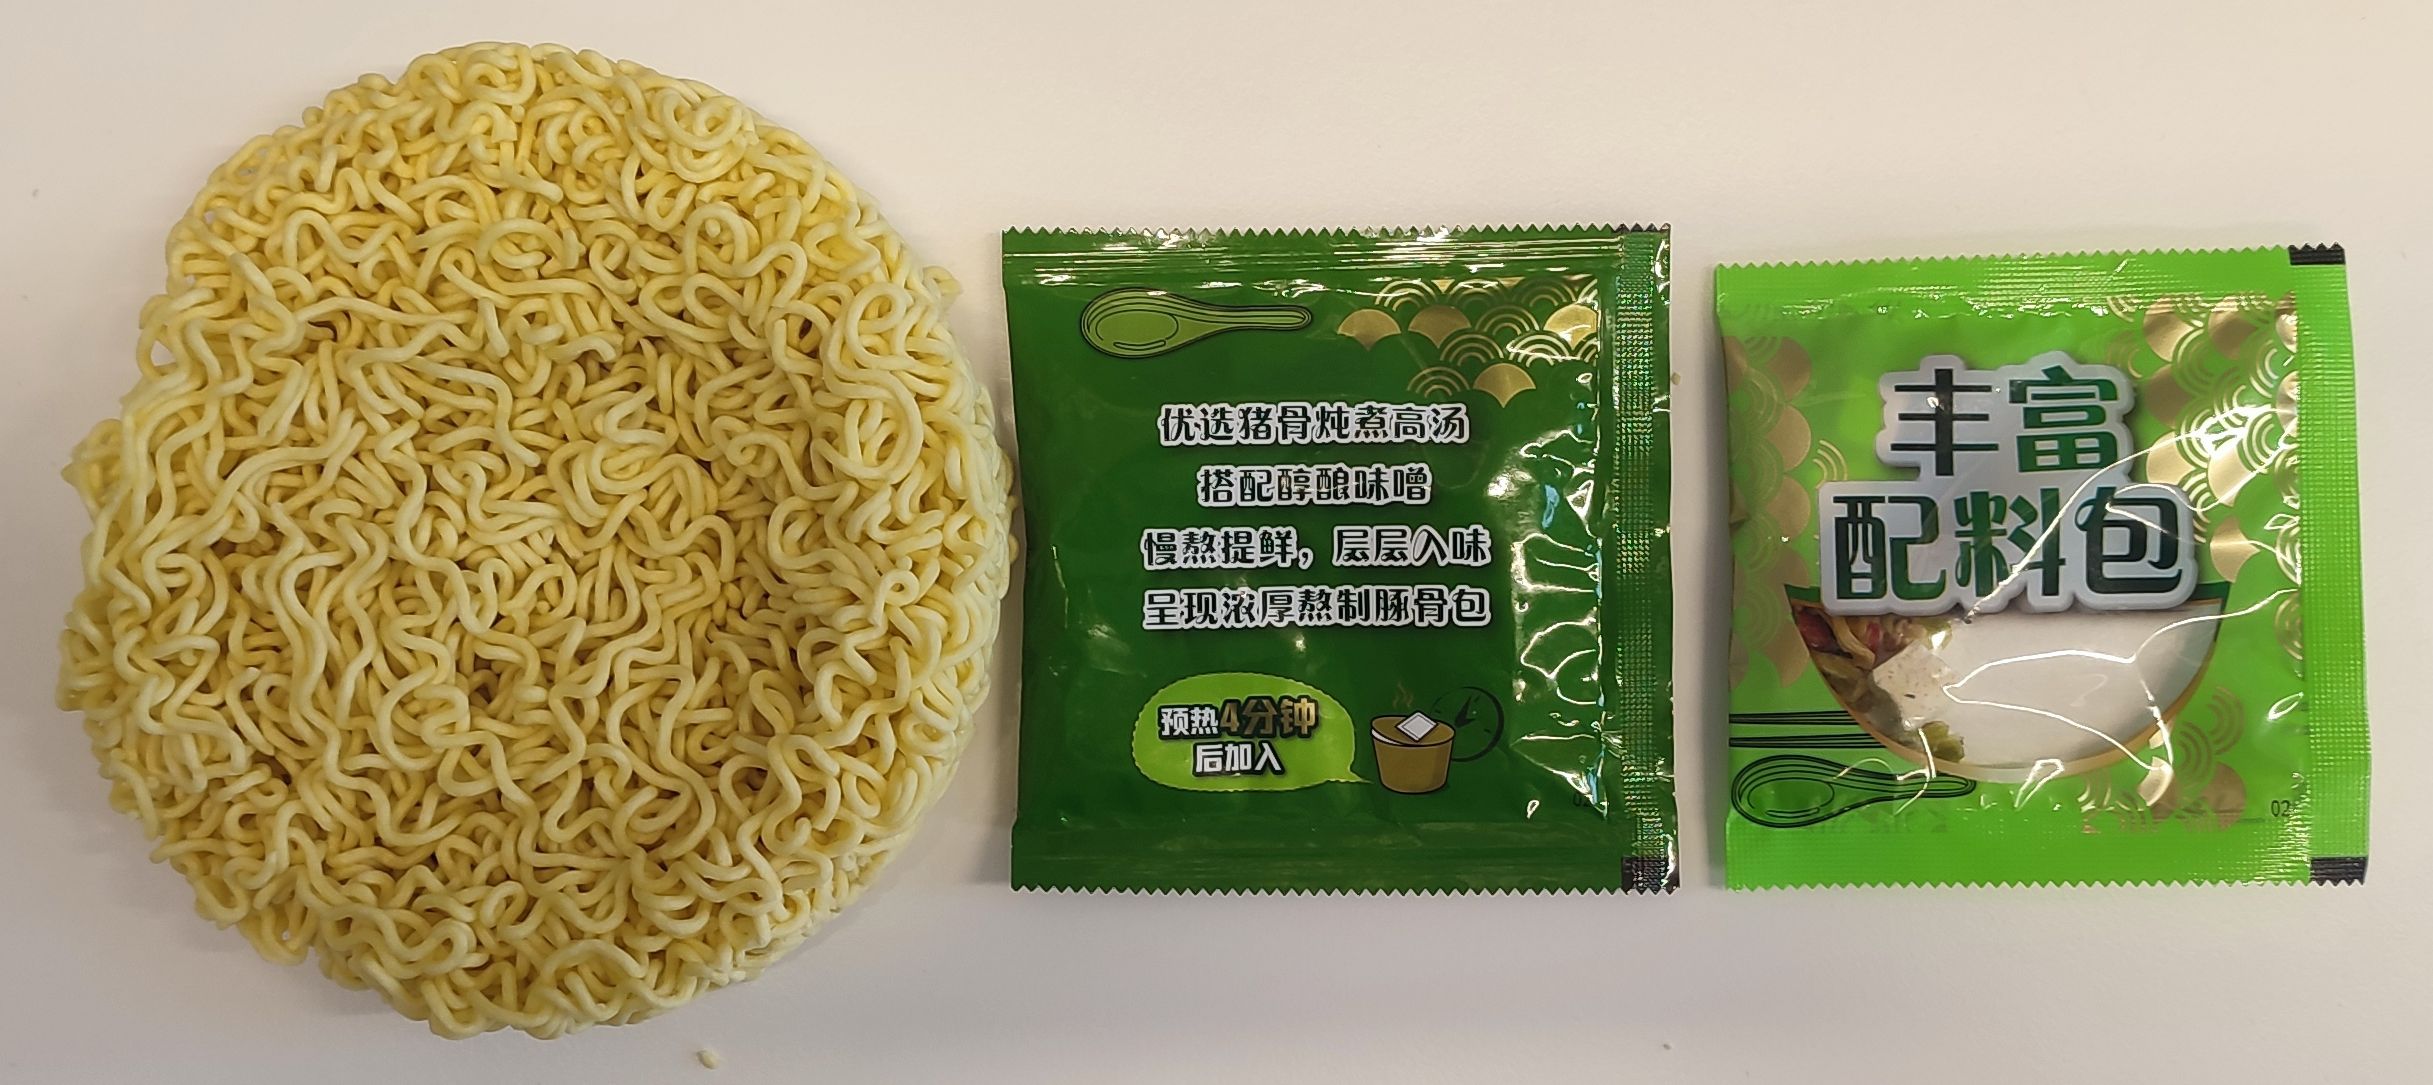 优选猪骨炖煮高汤
搭配醇酿味噌
慢熬提鲜，层层入味
呈现浓厚熬制豚骨包
预热4分钟
后加入
02
丰富
配料包
02